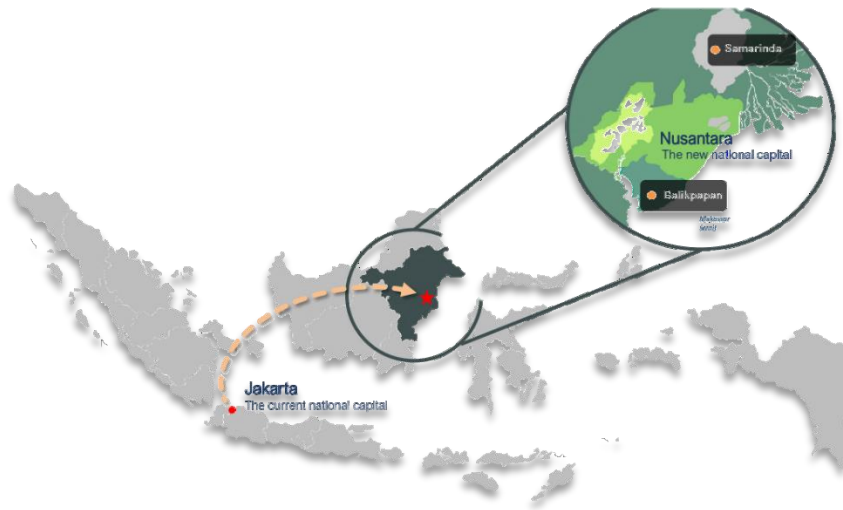 Samarinda
Nusantara
The new national capital
Balikpapan
Jakarta
The current national capital